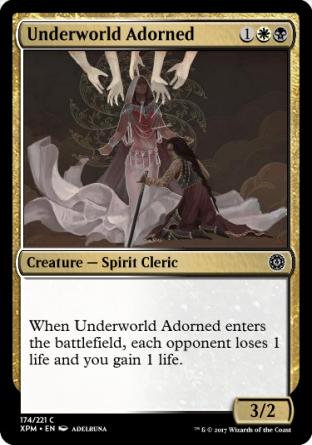 Underworld Adorned 1
Creature — Spirit Cleric
When Underworld Adorned enters
the battlefield, each opponent loses 1
life and you gain 1 life.
3/2
174/221 C
XPM • EN ADELRUNA
™ & © 2017 Wizards of the Coast